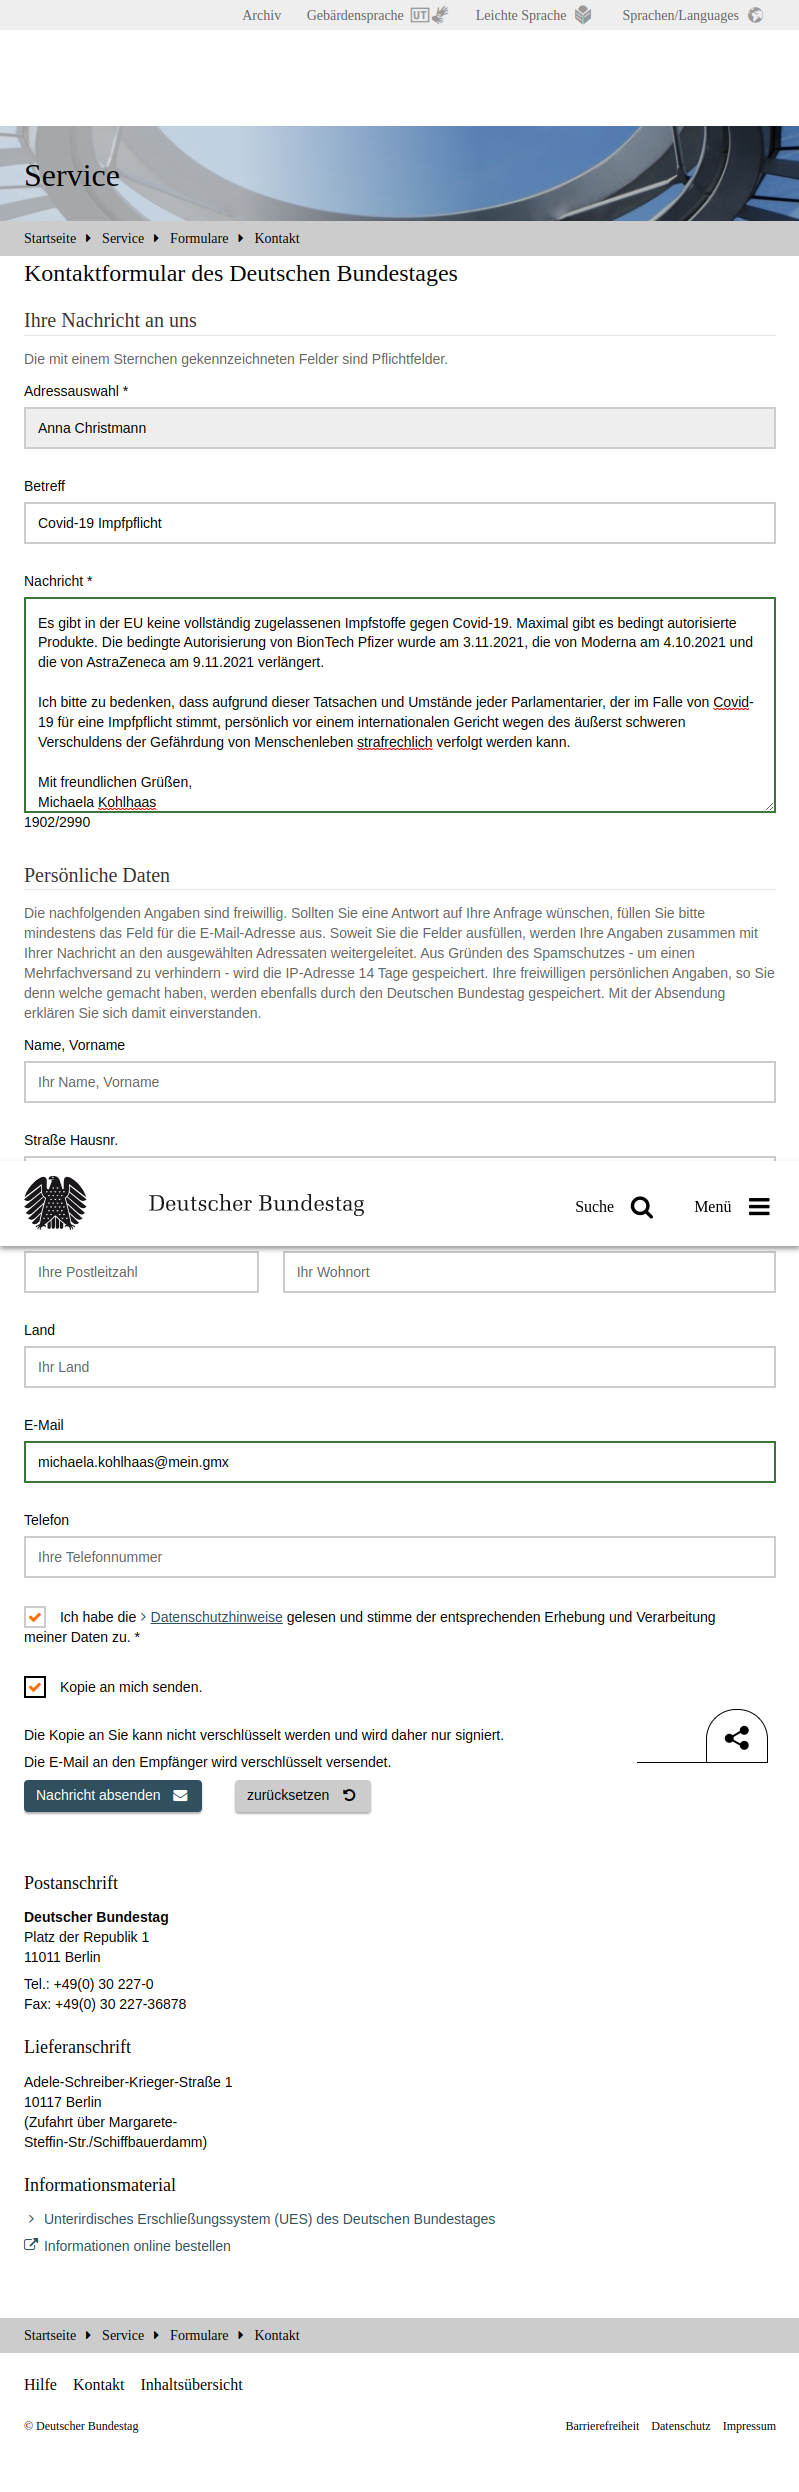 Archiv Gebärdensprache UT Leichte Sprache Sprachen/Languages
Service
Startseite Service Formulare Kontakt
Kontaktformular des Deutschen Bundestages
Ihre Nachricht an uns
Die mit einem Sternchen gekennzeichneten Felder sind Pflichtfelder.
Adressauswahl *
Anna Christmann
Betreff
Covid-19 Impfpflicht
Nachricht *
Es gibt in der EU keine vollständig zugelassenen Impfstoffe gegen Covid-19. Maximal gibt es bedingt autorisierte
Produkte. Die bedingte Autorisierung von BionTech Pfizer wurde am 3.11.2021, die von Moderna am 4.10.2021 und
die von AstraZeneca am 9.11.2021 verlängert.
Ich bitte zu bedenken, dass aufgrund dieser Tatsachen und Umstände jeder Parlamentarier, der im Falle von Covid-
19 für eine Impfpflicht stimmt, persönlich vor einem internationalen Gericht wegen des äußerst schweren
Verschuldens der Gefährdung von Menschenleben strafrechlich verfolgt werden kann.
Mit freundlichen Grüßen,
Michaela Kohlhaas
1902/2990
Persönliche Daten
Die nachfolgenden Angaben sind freiwillig. Sollten Sie eine Antwort auf Ihre Anfrage wünschen, füllen Sie bitte
mindestens das Feld für die E-Mail-Adresse aus. Soweit Sie die Felder ausfüllen, werden Ihre Angaben zusammen mit
Ihrer Nachricht an den ausgewählten Adressaten weitergeleitet. Aus Gründen des Spamschutzes - um einen
Mehrfachversand zu verhindern - wird die IP-Adresse 14 Tage gespeichert. Ihre freiwilligen persönlichen Angaben, so Sie
denn welche gemacht haben, werden ebenfalls durch den Deutschen Bundestag gespeichert. Mit der Absendung
erklären Sie sich damit einverstanden.
Name, Vorname
Ihr Name, Vorname
Straße Hausnr.
Deutscher Bundestag Suche Menü
Ihre Postleitzahl Ihr Wohnort
Land
Ihr Land
E-Mail
michaela.kohlhaas@mein.gmx
Telefon
Ihre Telefonnummer
Ich habe die Datenschutzhinweise gelesen und stimme der entsprechenden Erhebung und Verarbeitung
meiner Daten zu. *
Kopie an mich senden.
Die Kopie an Sie kann nicht verschlüsselt werden und wird daher nur signiert.
Die E-Mail an den Empfänger wird verschlüsselt versendet.
Nachricht absenden zurücksetzen
Postanschrift
Deutscher Bundestag
Platz der Republik 1
11011 Berlin
Tel.: +49(0) 30 227-0
Fax: +49(0) 30 227-36878
Lieferanschrift
Adele-Schreiber-Krieger-Straße 1
10117 Berlin
(Zufahrt über Margarete-
Steffin-Str./Schiffbauerdamm)
Informationsmaterial
Unterirdisches Erschließungssystem (UES) des Deutschen Bundestages
Informationen online bestellen
Startseite Service Formulare Kontakt
Hilfe Kontakt Inhaltsübersicht
© Deutscher Bundestag Barrierefreiheit Datenschutz Impressum